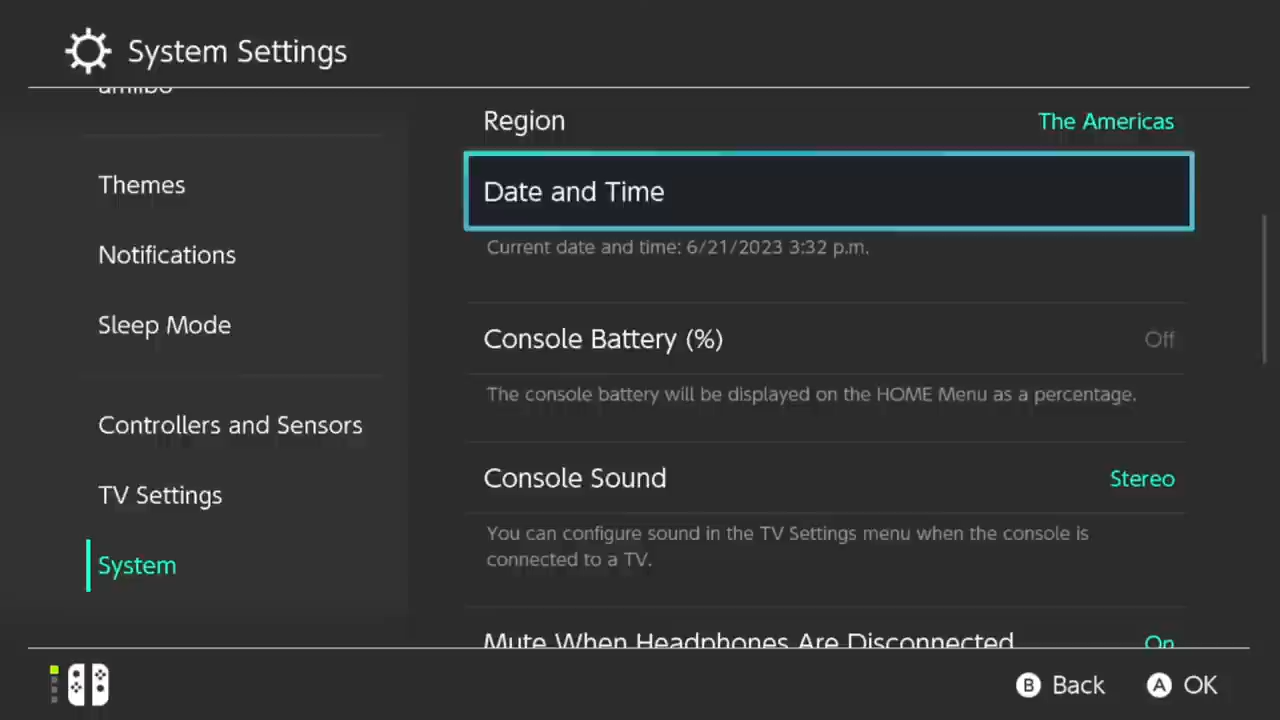 System Settings
amiibo
Themes
Notifications
Sleep Mode
Controllers and Sensors
TV Settings
System
Region The Americas
Date and Time
Current date and time: 6/21/2023 3:32 p.m.
Console Battery (%) Off
The console battery will be displayed on the HOME Menu as a percentage.
Console Sound Stereo
You can configure sound in the TV Settings menu when the console is
connected to a TV.
Mute When Headphones Are Disconnected On
B Back A OK